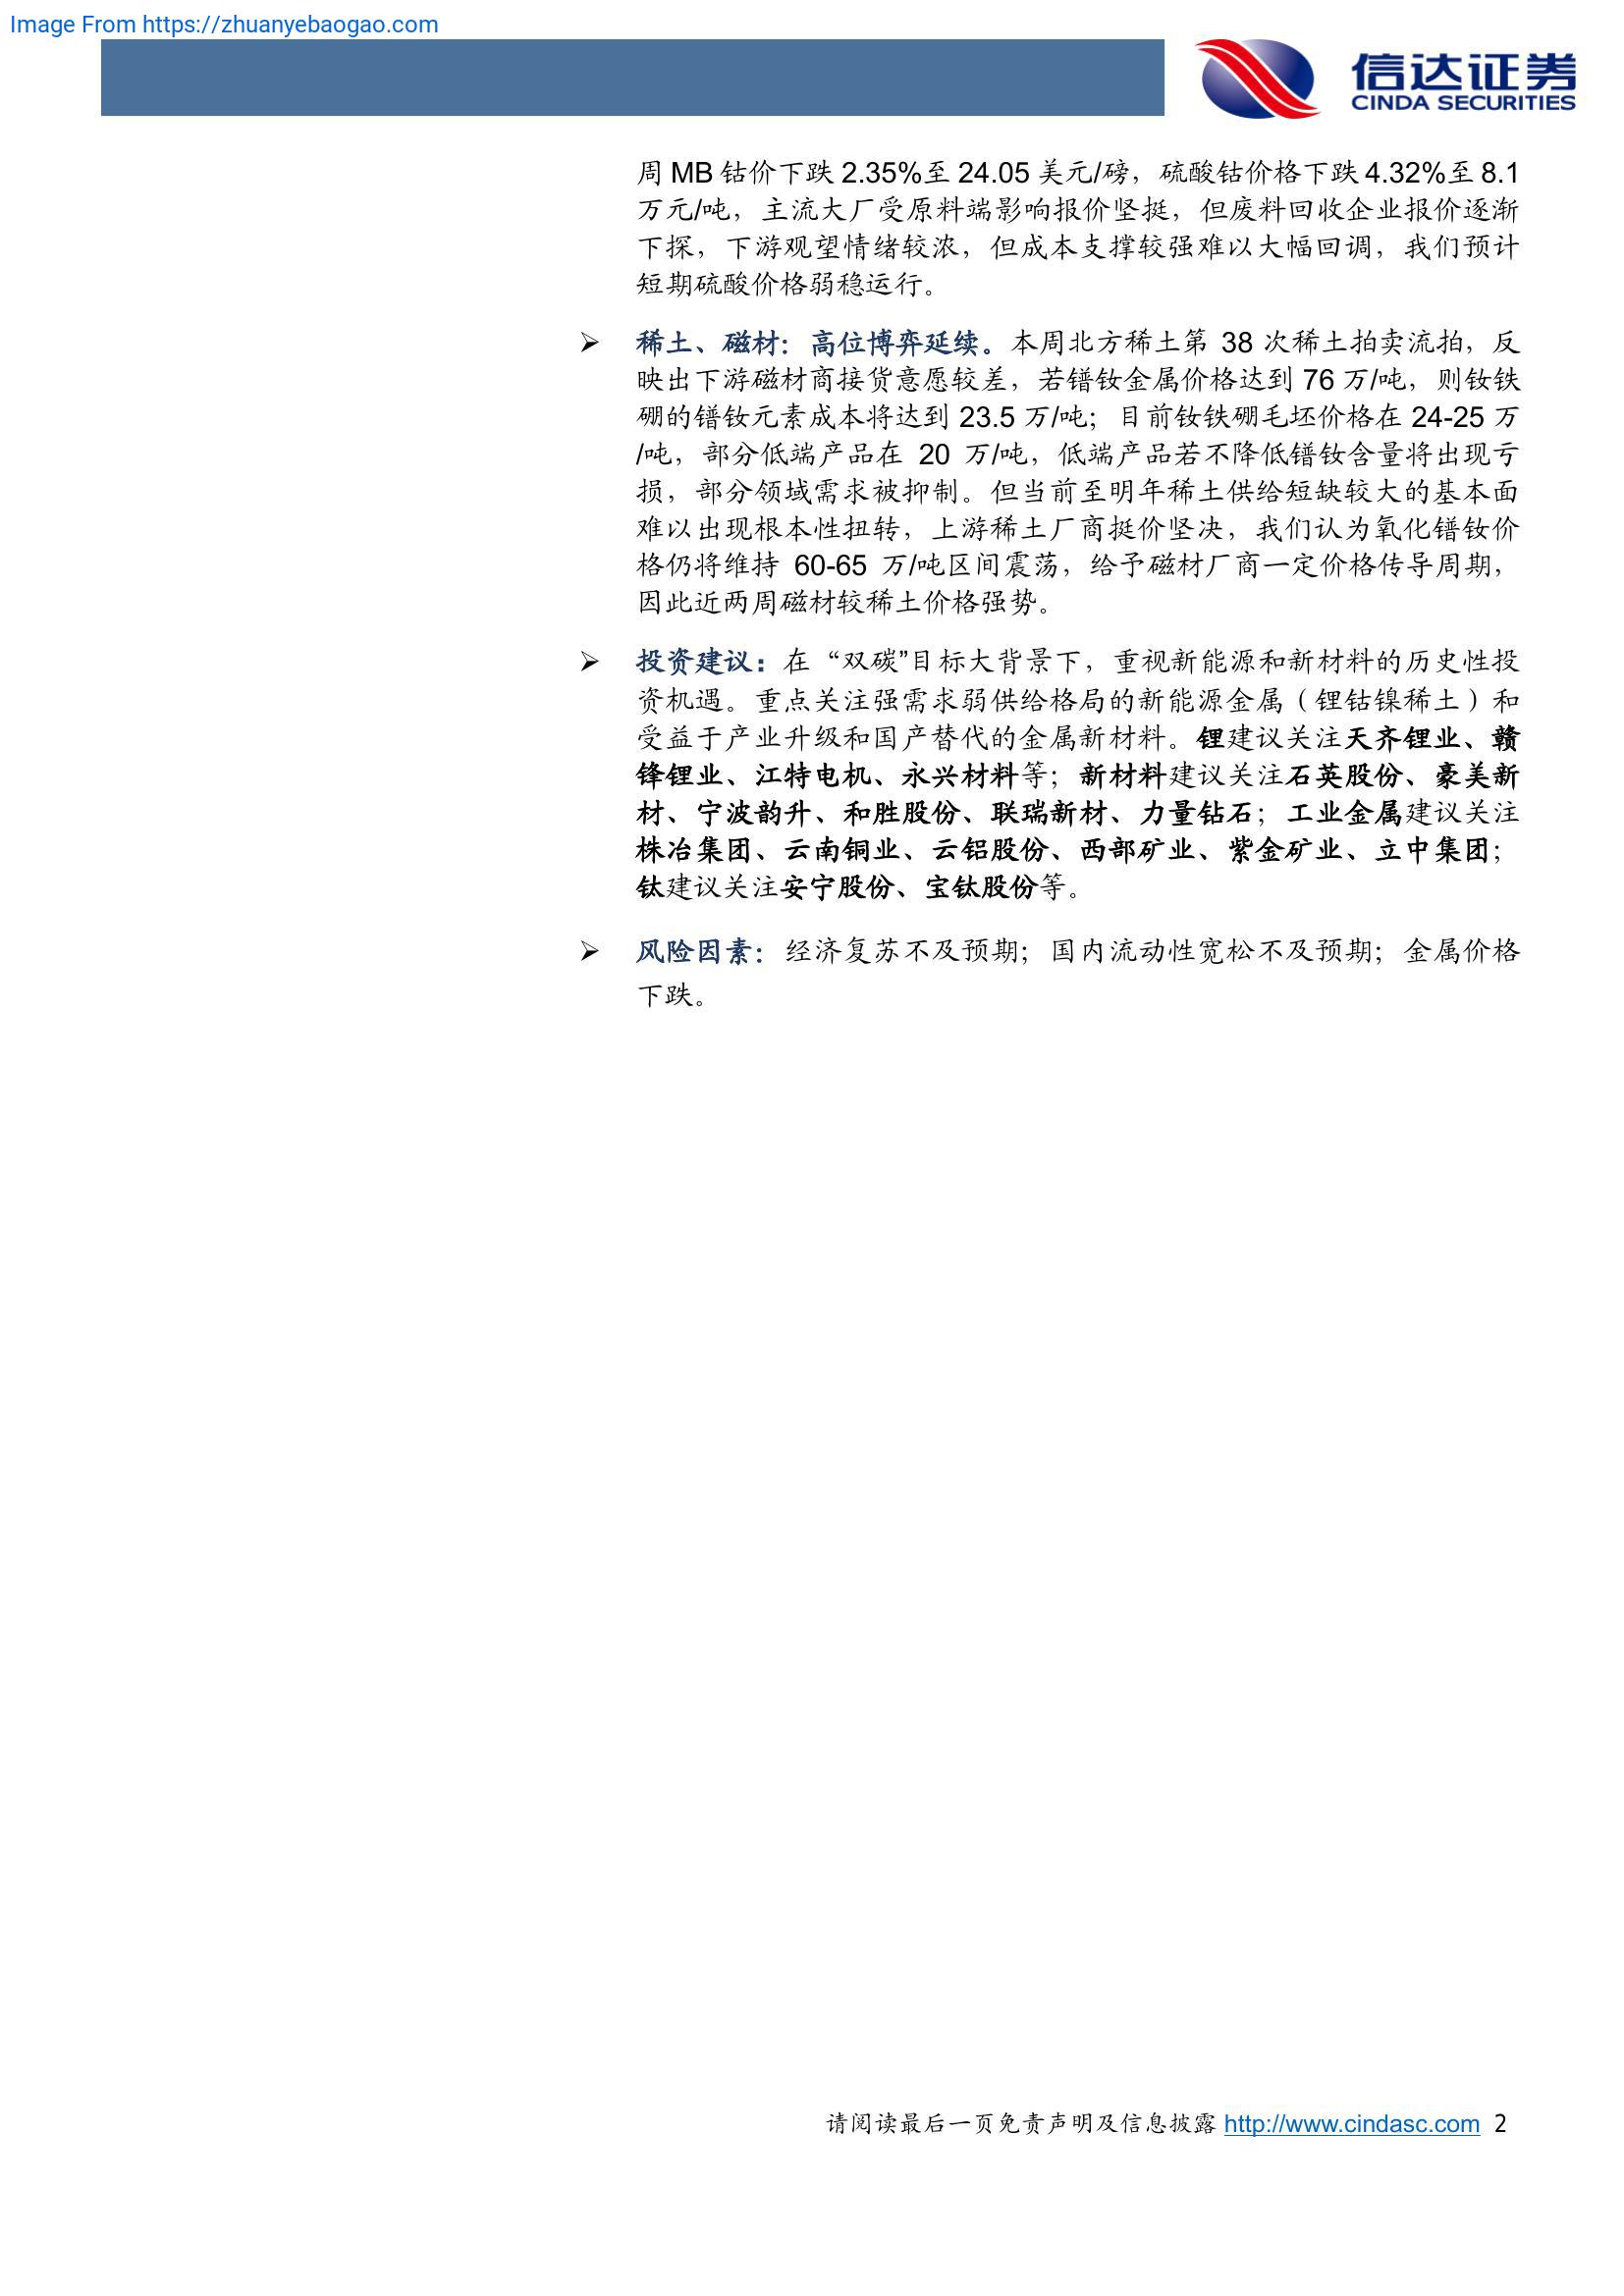 Image From https://zhuanyebaogao.com
信达证券
CINDA SECURITIES
周 MB 钴价下跌 2.35%至 24.05 美元/磅，硫酸钴价格下跌 4.32%至 8.1
万元/吨，主流大厂受原料端影响报价坚挺，但废料回收企业报价逐渐
下探，下游观望情绪较浓，但成本支撑较强难以大幅回调，我们预计
短期硫酸价格弱稳运行。
➢ 稀土、磁材：高位博弈延续。本周北方稀土第 38 次稀土拍卖流拍，反
映出下游磁材商接货意愿较差，若镨钕金属价格达到 76 万/吨，则钕铁
硼的镨钕元素成本将达到 23.5 万/吨；目前钕铁硼毛坯价格在 24-25 万
/吨，部分低端产品在 20 万/吨，低端产品若不降低镨钕含量将出现亏
损，部分领域需求被抑制。但当前至明年稀土供给短缺较大的基本面
难以出现根本性扭转，上游稀土厂商挺价坚决，我们认为氧化镨钕价
格仍将维持 60-65 万/吨区间震荡，给予磁材厂商一定价格传导周期，
因此近两周磁材较稀土价格强势。
➢ 投资建议：在“双碳”目标大背景下，重视新能源和新材料的历史性投
资机遇。重点关注强需求弱供给格局的新能源金属（锂钴镍稀土）和
受益于产业升级和国产替代的金属新材料。锂建议关注天齐锂业、赣
锋锂业、江特电机、永兴材料等；新材料建议关注石英股份、豪美新
材、宁波韵升、和胜股份、联瑞新材、力量钻石；工业金属建议关注
株冶集团、云南铜业、云铝股份、西部矿业、紫金矿业、立中集团；
钛建议关注安宁股份、宝钛股份等。
➢ 风险因素：经济复苏不及预期；国内流动性宽松不及预期；金属价格
下跌。
请阅读最后一页免责声明及信息披露 http://www.cindasc.com 2